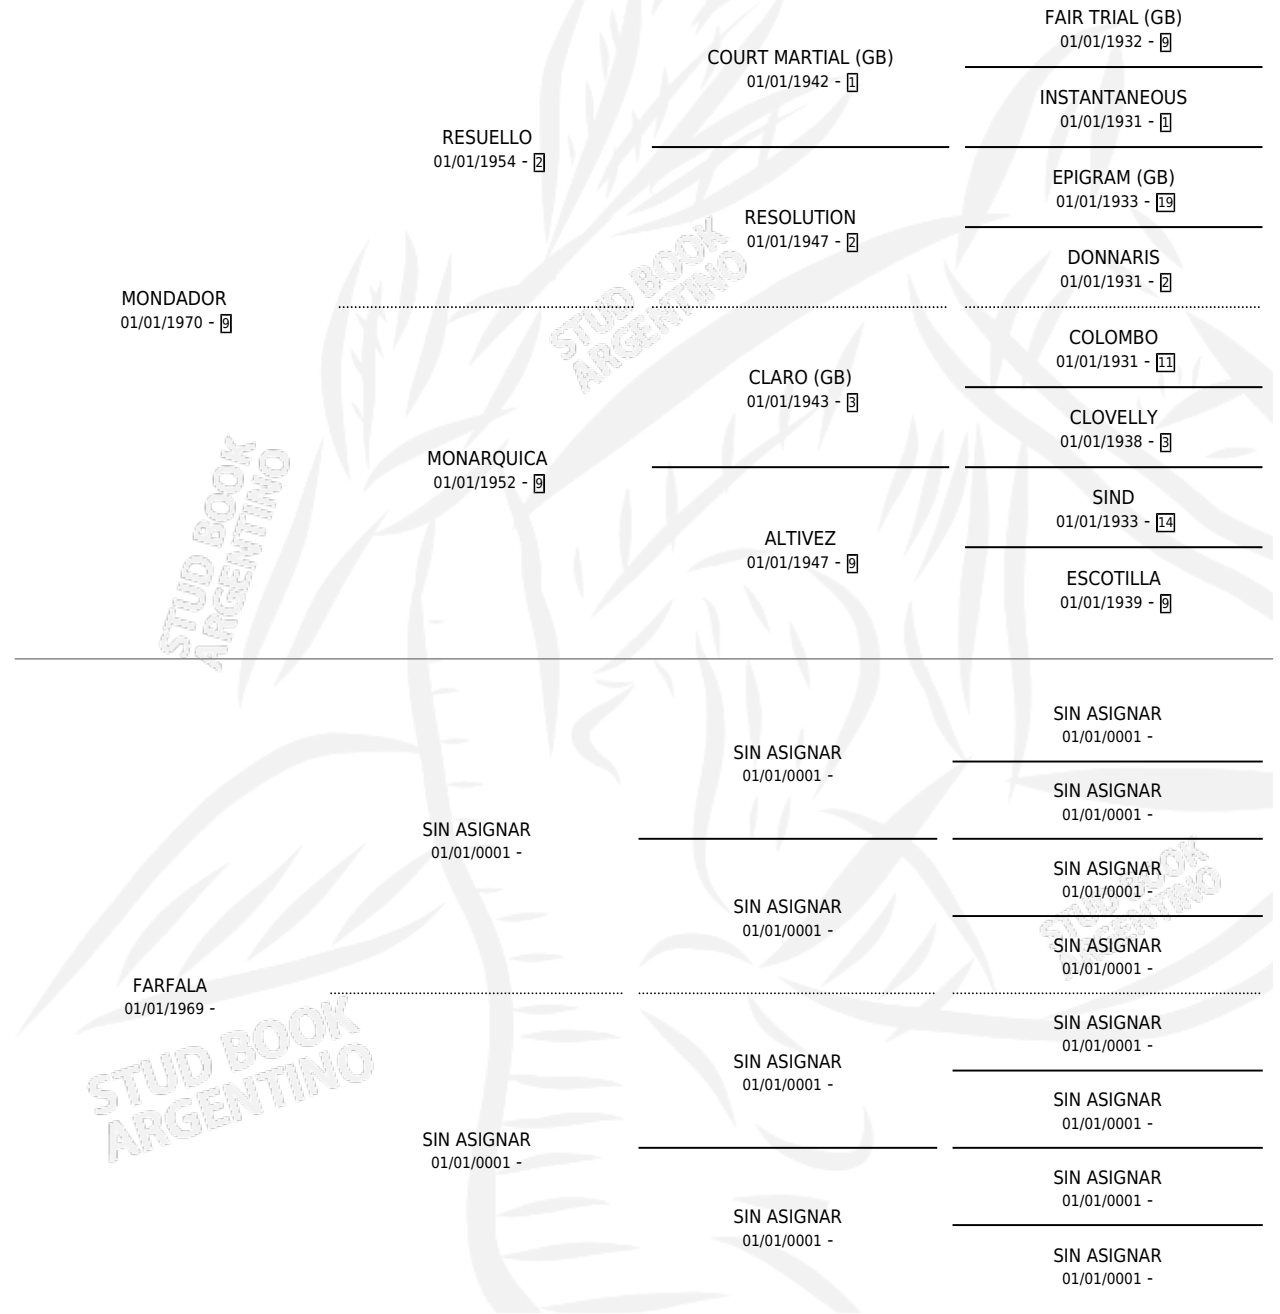 FAIR TRIAL (GB)
01/01/1932 - 9
COURT MARTIAL (GB)
01/01/1942 - 1
INSTANTANEOUS
01/01/1931 - 1
RESUELLO
01/01/1954 - 2
EPIGRAM (GB)
01/01/1933 - 19
RESOLUTION
01/01/1947 - 2
DONNARIS
01/01/1931 - 2
MONDADOR
01/01/1970 - 9
COLOMBO
01/01/1931 - 11
CLARO (GB)
01/01/1943 - 3
CLOVELLY
01/01/1938 - 3
MONARQUICA
01/01/1952 - 9
SIND
01/01/1933 - 14
ALTIVEZ
01/01/1947 - 9
ESCOTILLA
01/01/1939 - 9
STUD BOOK
ARGENTINO
STUD BOOK
ARGENTINO
SIN ASIGNAR
01/01/0001 -
SIN ASIGNAR
01/01/0001 -
SIN ASIGNAR
01/01/0001 -
SIN ASIGNAR
01/01/0001 -
SIN ASIGNAR
01/01/0001 -
SIN ASIGNAR
01/01/0001 -
SIN ASIGNAR
01/01/0001 -
FARFALA
01/01/1969 -
SIN ASIGNAR
01/01/0001 -
SIN ASIGNAR
01/01/0001 -
SIN ASIGNAR
01/01/0001 -
SIN ASIGNAR
01/01/0001 -
SIN ASIGNAR
01/01/0001 -
SIN ASIGNAR
01/01/0001 -
SIN ASIGNAR
01/01/0001 -
STUD BOOK
ARGENTINO
STUD BOOK
ARGENTINO